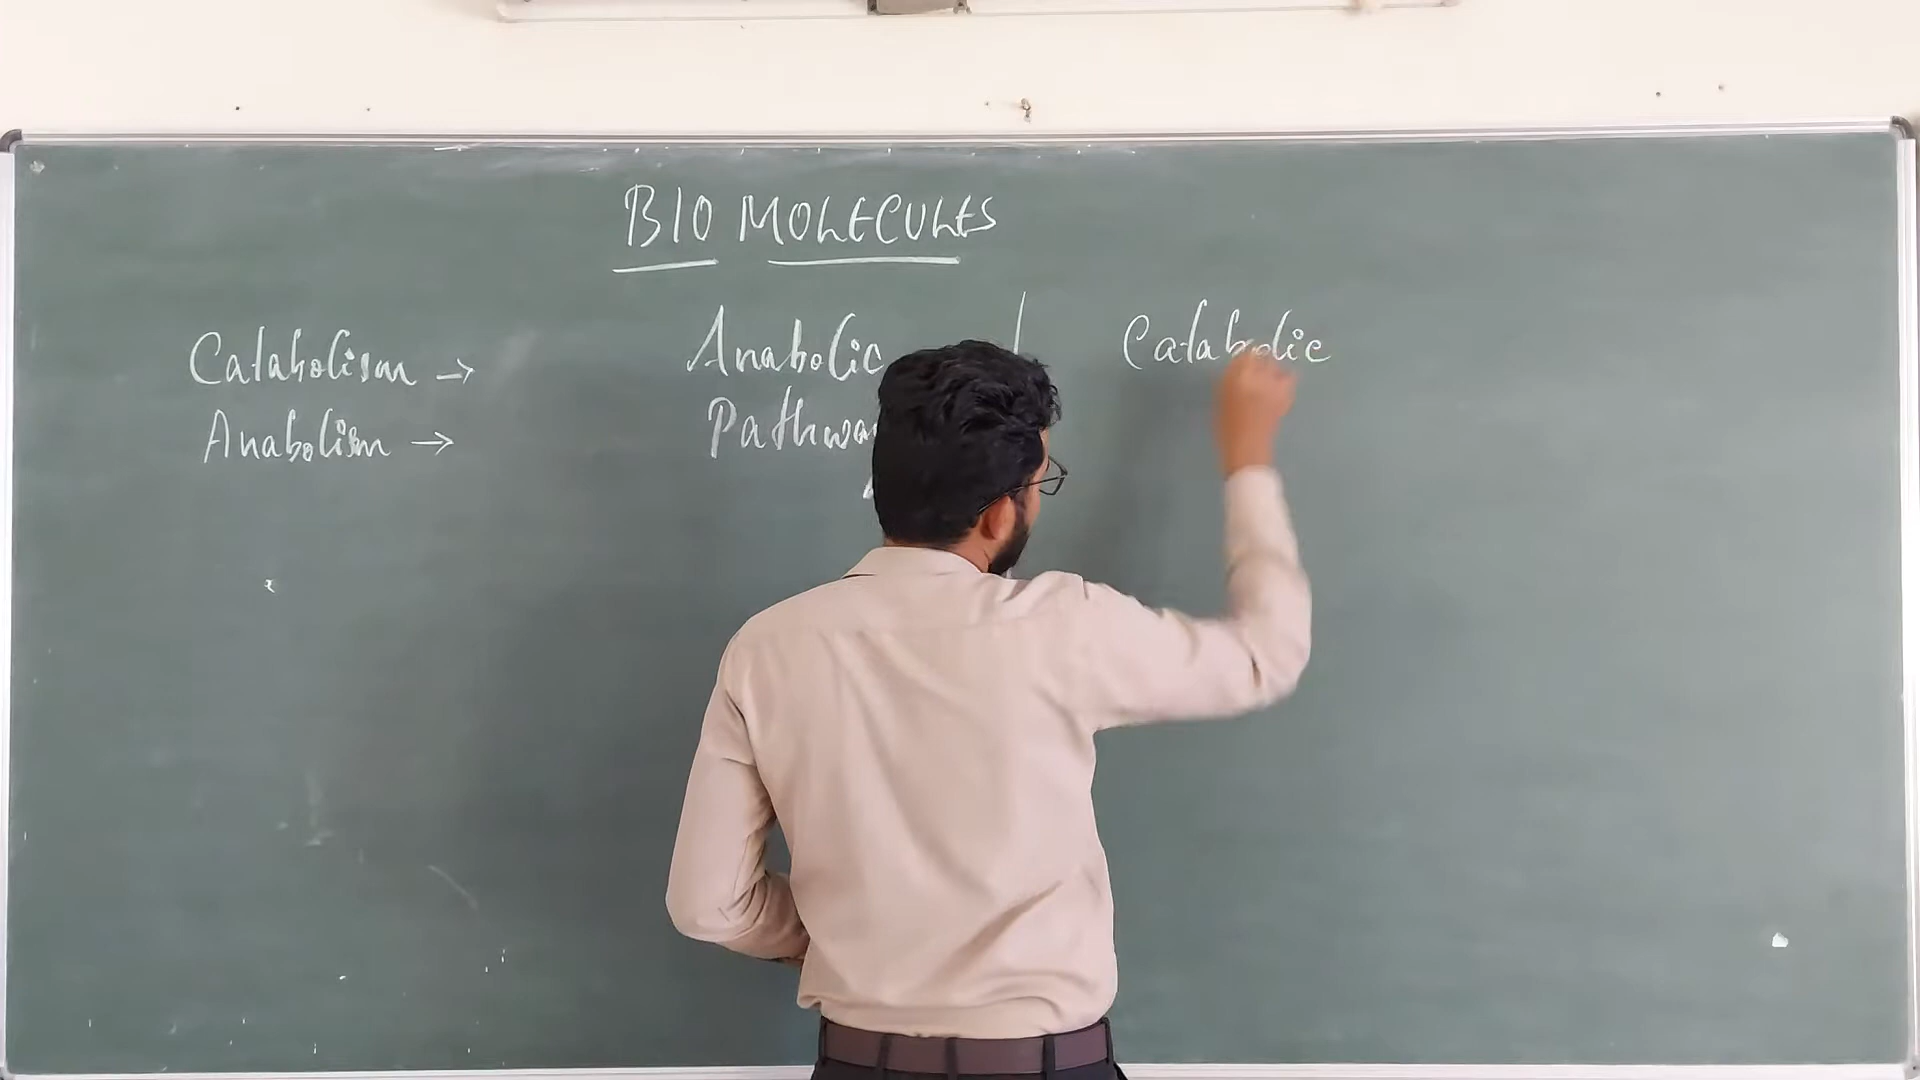 BIO MOLECULES
Catabolism →
Anabolism →
Anabolic
Catabolic